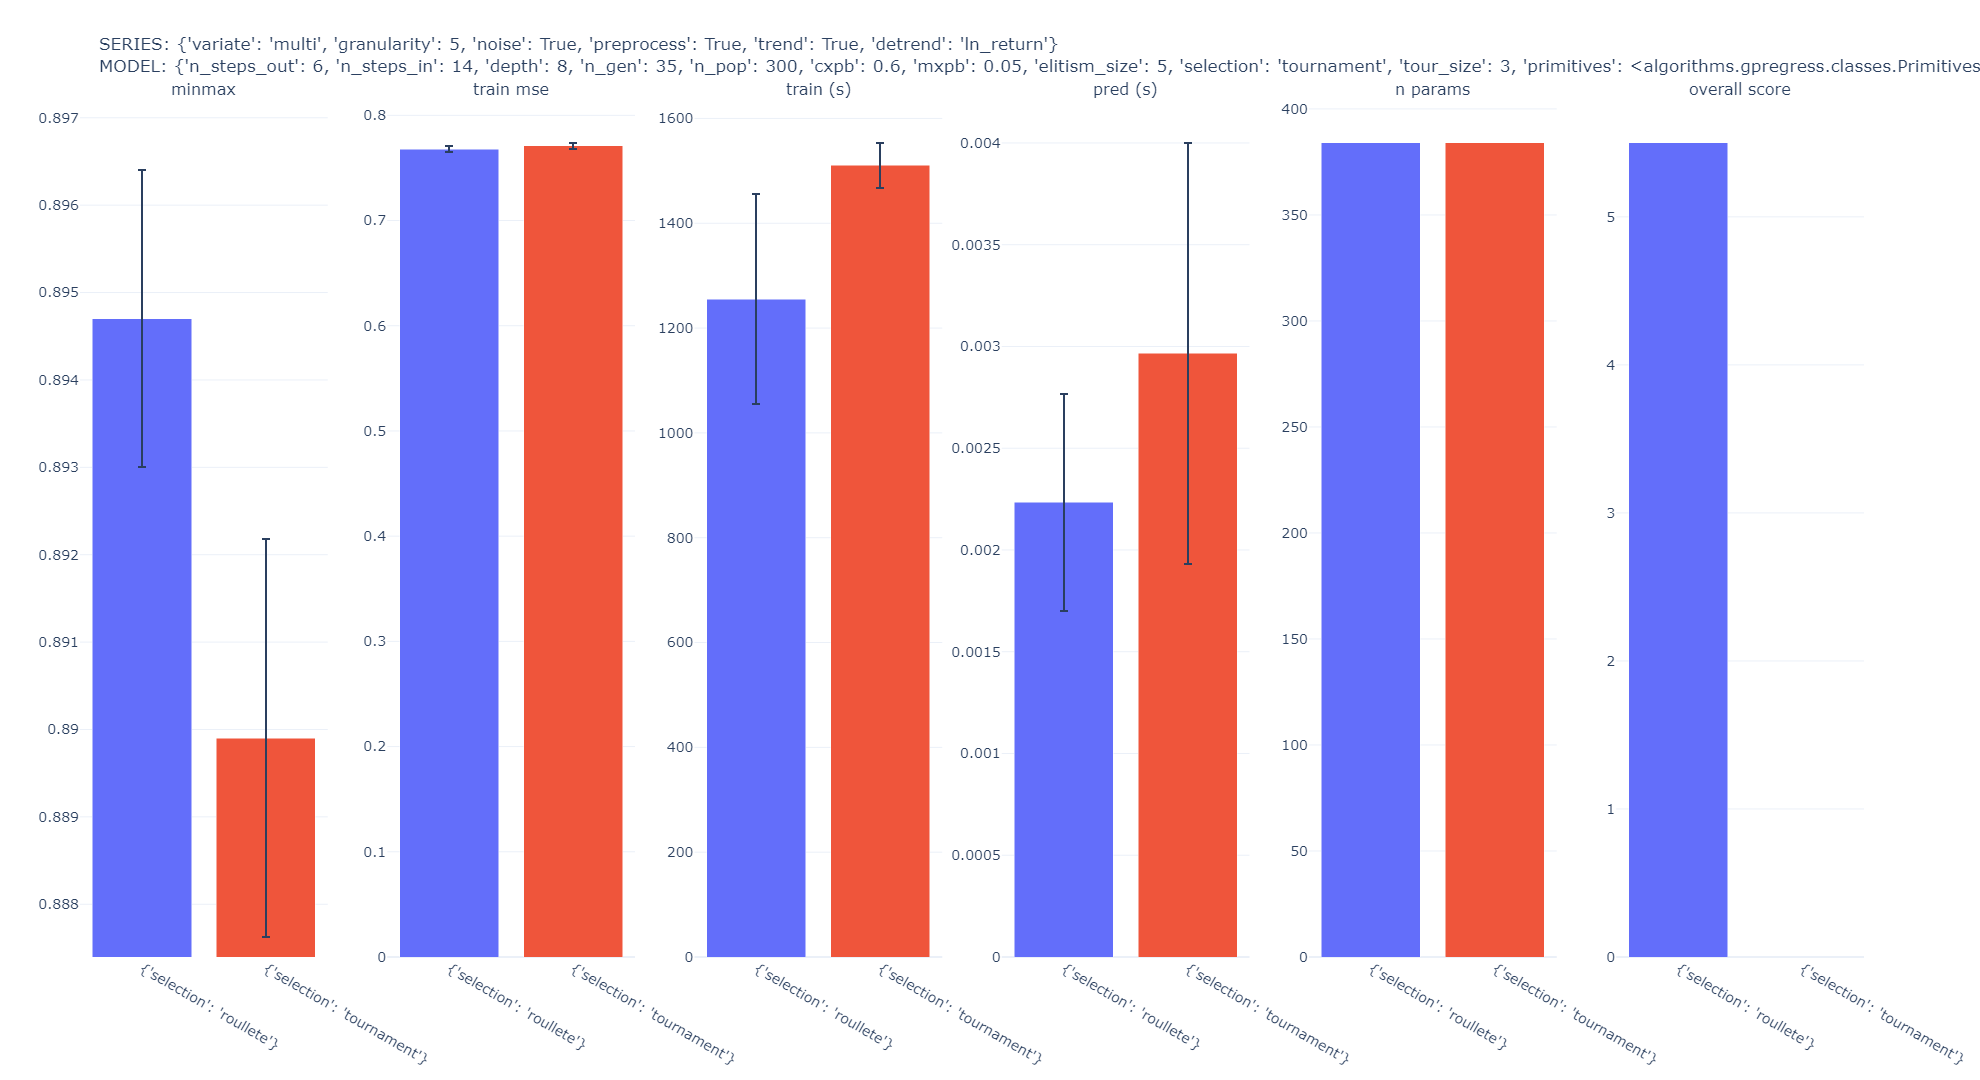 SERIES: {'variate': 'multi', 'granularity': 5, 'noise': True, 'preprocess': True, 'trend': True, 'detrend': 'ln_return'}
MODEL: {'n_steps_out': 6, 'n_steps_in': 14, 'depth': 8, 'n_gen': 35, 'n_pop': 300, 'cxpb': 0.6, 'mxpb': 0.05, 'elitism_size': 5, 'selection': 'tournament', 'tour_size': 3, 'primitives': <algorithms.gpregress.classes.Primitives
minmax
0.897
0.896
0.895
0.894
0.893
0.892
0.891
0.89
0.889
0.888
{'selection': 'roullete'}
{'selection': 'tournament'}
train mse
0.8
0.7
0.6
0.5
0.4
0.3
0.2
0.1
0
{'selection': 'roullete'}
{'selection': 'tournament'}
train (s)
1600
1400
1200
1000
800
600
400
200
0
{'selection': 'roullete'}
{'selection': 'tournament'}
pred (s)
0.004
0.0035
0.003
0.0025
0.002
0.0015
0.001
0.0005
0
{'selection': 'roullete'}
{'selection': 'tournament'}
n params
400
350
300
250
200
150
100
50
0
{'selection': 'roullete'}
{'selection': 'tournament'}
overall score
5
4
3
2
1
0
{'selection': 'roullete'}
{'selection': 'tournament'}